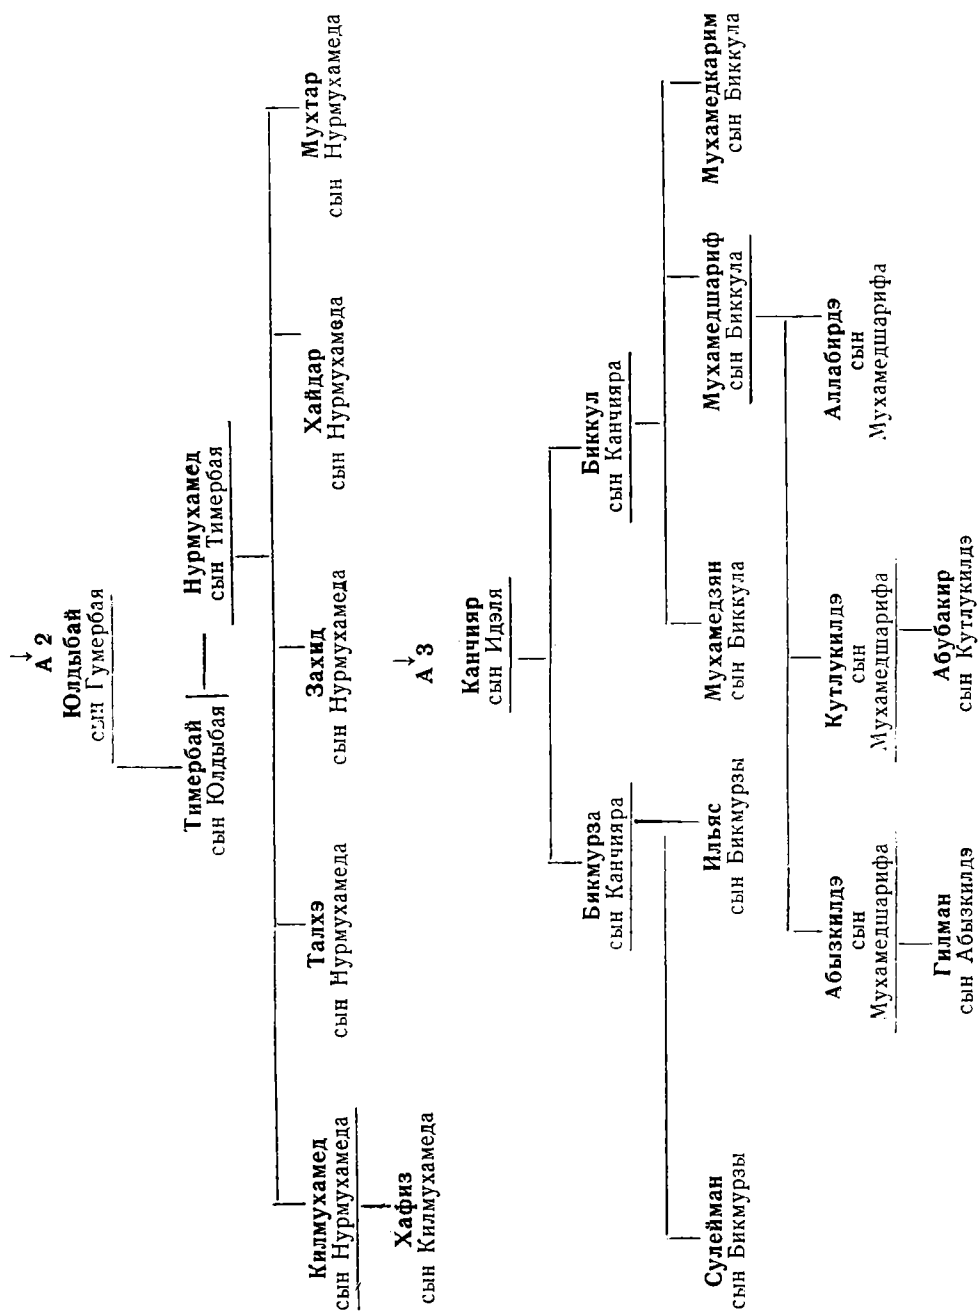 А 2
Юлдыбай
сын Гумербая
Тимербай
сын Юлдыбая
Нурмухамед
сын Тимербая
Килмухамед
сын Нурмухамеда
Талхэ
сын Нурмухамеда
Захид
сын Нурмухамеда
Хайдар
сын Нурмухамеда
Мухтар
сын Нурмухамеда
Хафиз
сын Килмухамеда
А 3
Канчияр
сын Идэля
Бикмурза
сын Канчияра
Биккул
сын Канчияра
Сулейман
сын Бикмурзы
Ильяс
сын Бикмурзы
Мухамедзян
сын Биккула
Мухамедшариф
сын Биккула
Мухамедкарим
сын Биккула
Абызкилдэ
сын
Мухамедшарифа
Кутлукилдэ
сын
Мухамедшарифа
Аллабирдэ
сын
Мухамедшарифа
Гилман
сын Абызкилдэ
Абубакир
сын Кутлукилдэ